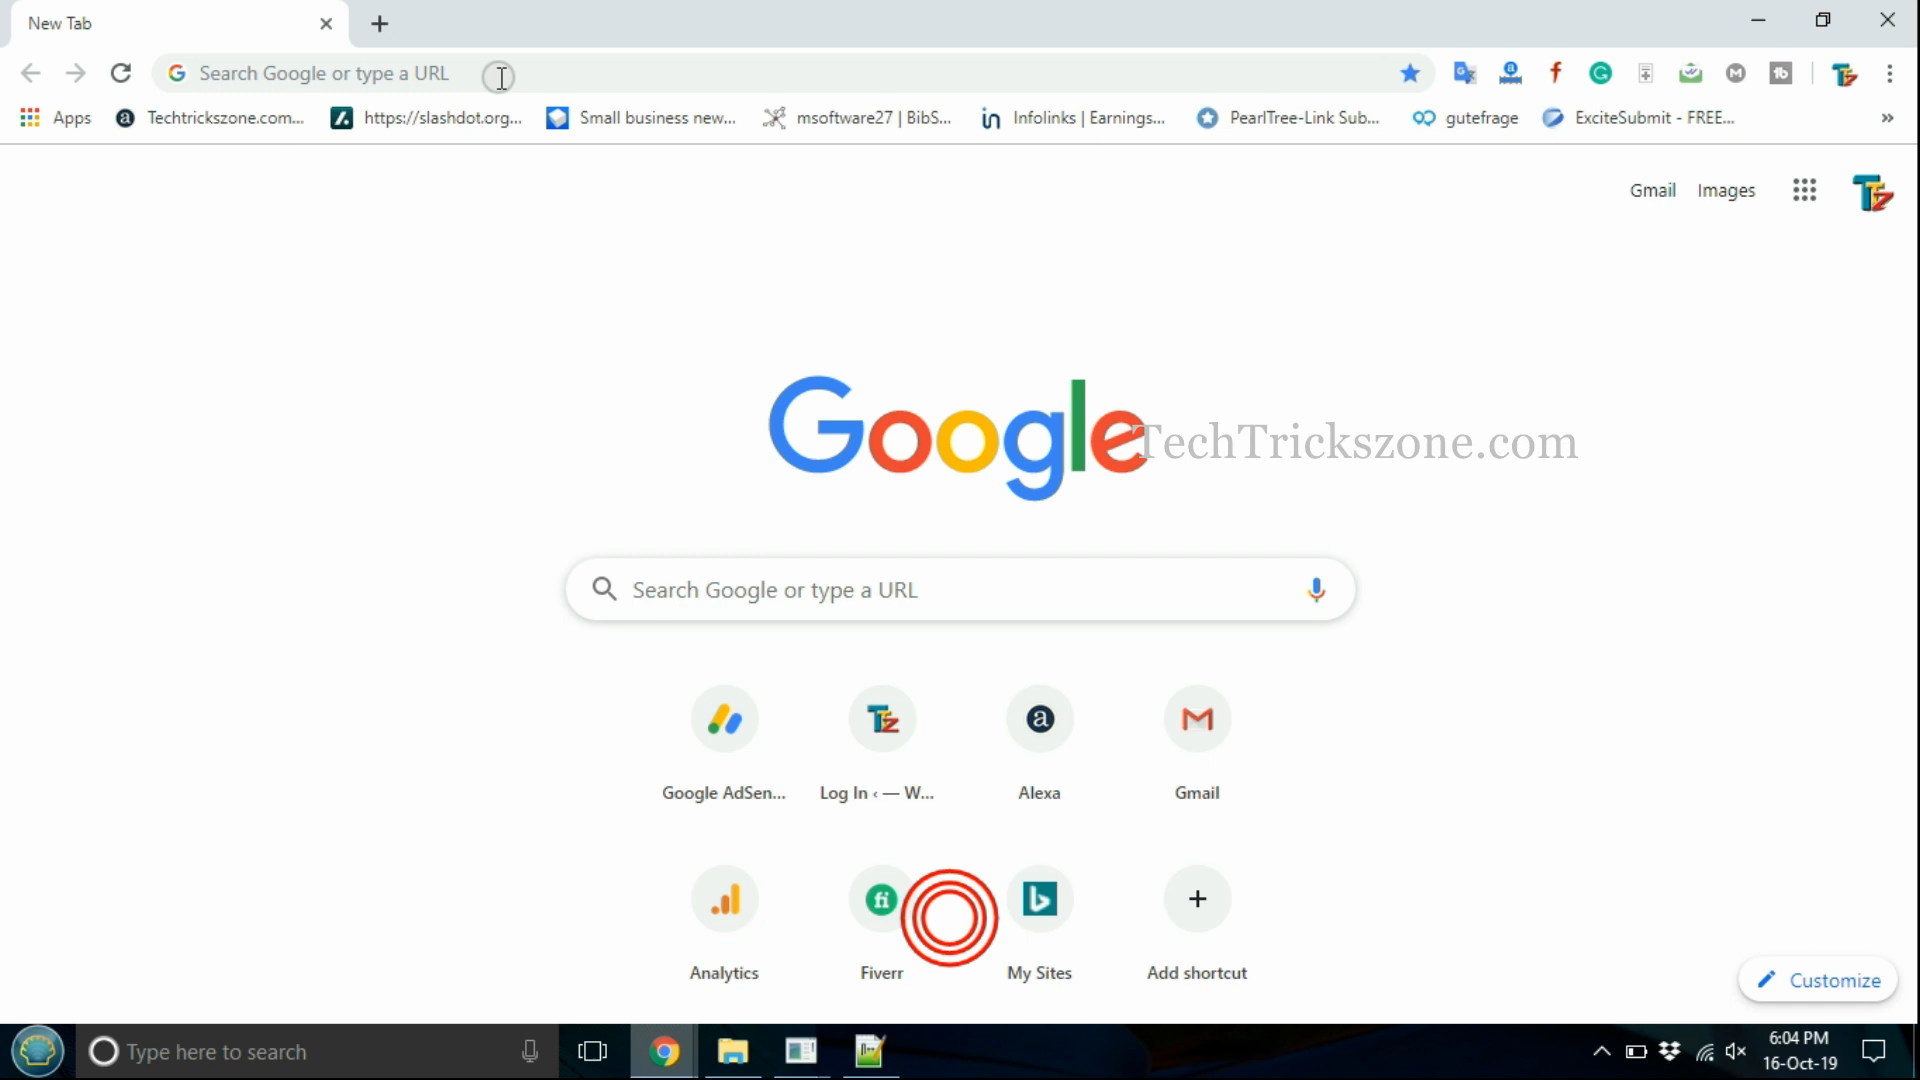 New Tab
Search Google or type a URL
Apps
Techtrickszone.com...
https://slashdot.org...
Small business new...
msoftware27 | BibS...
Infolinks | Earnings...
PearlTree-Link Sub...
gutefrage
ExciteSubmit - FREE...
»
Gmail Images
TTZ
Google
TechTrickszone.com
Search Google or type a URL
Google AdSen...
Log In ‹ — W...
Alexa
Gmail
Analytics
Fiverr
My Sites
Add shortcut
Customize
Type here to search
6:04 PM
16-Oct-19